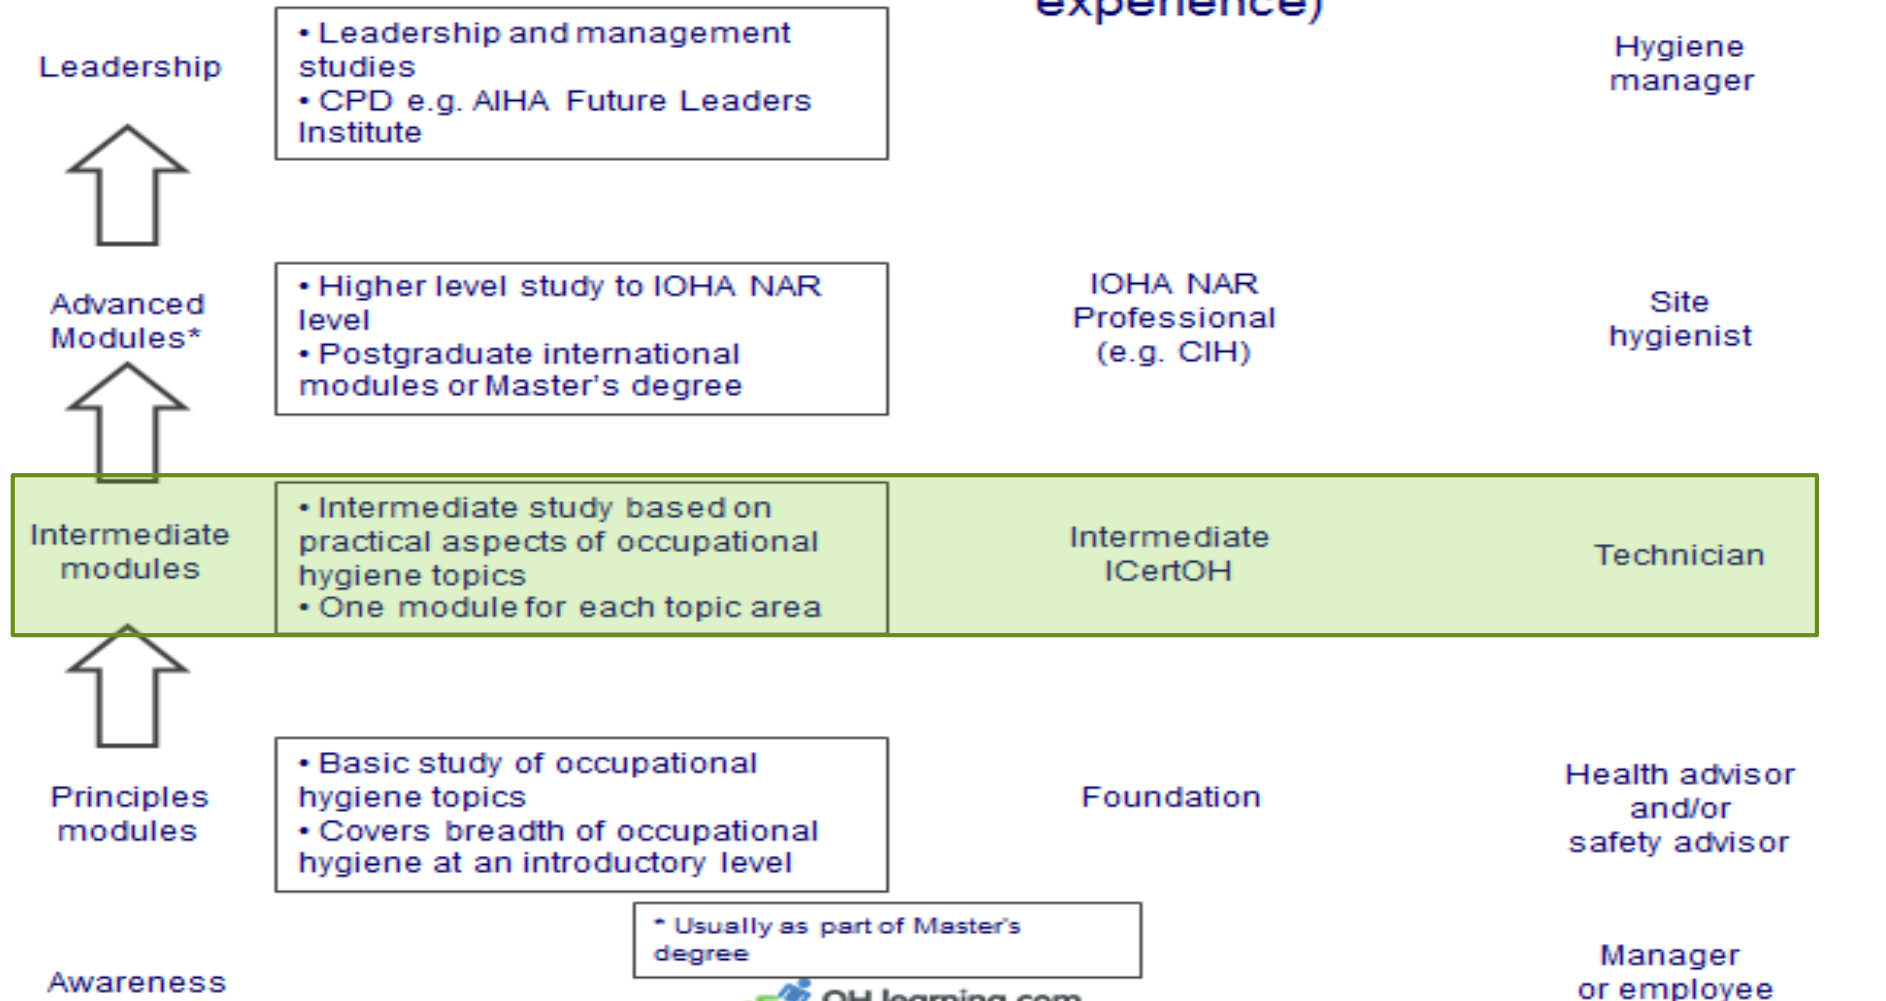 experience)
Leadership
• Leadership and management
studies
• CPD e.g. AIHA Future Leaders
Institute
Hygiene
manager
Advanced
Modules*
• Higher level study to IOHA NAR
level
• Postgraduate international
modules or Master's degree
IOHA NAR
Professional
(e.g. CIH)
Site
hygienist
Intermediate
modules
• Intermediate study based on
practical aspects of occupational
hygiene topics
• One module for each topic area
Intermediate
ICertOH
Technician
Principles
modules
• Basic study of occupational
hygiene topics
• Covers breadth of occupational
hygiene at an introductory level
Foundation
Health advisor
and/or
safety advisor
* Usually as part of Master's
degree
Awareness
Manager
or employee
OH learning.com